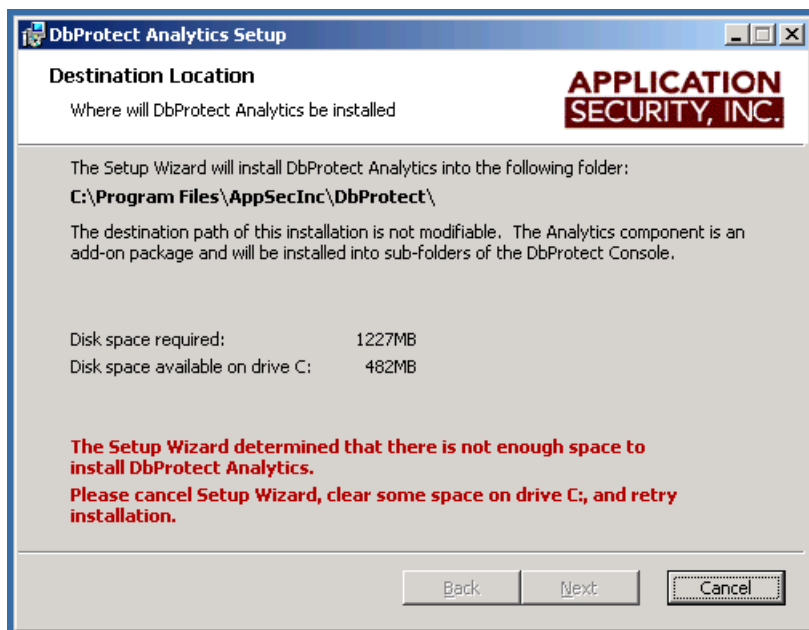 DbProtect Analytics Setup
Destination Location
Where will DbProtect Analytics be installed
APPLICATION
SECURITY, INC.
The Setup Wizard will install DbProtect Analytics into the following folder:
C:\Program Files\AppSecInc\DbProtect\
The destination path of this installation is not modifiable.  The Analytics component is an
add-on package and will be installed into sub-folders of the DbProtect Console.
Disk space required: 1227MB
Disk space available on drive C: 482MB
The Setup Wizard determined that there is not enough space to
install DbProtect Analytics.
Please cancel Setup Wizard, clear some space on drive C:, and retry
installation.
Back Next Cancel